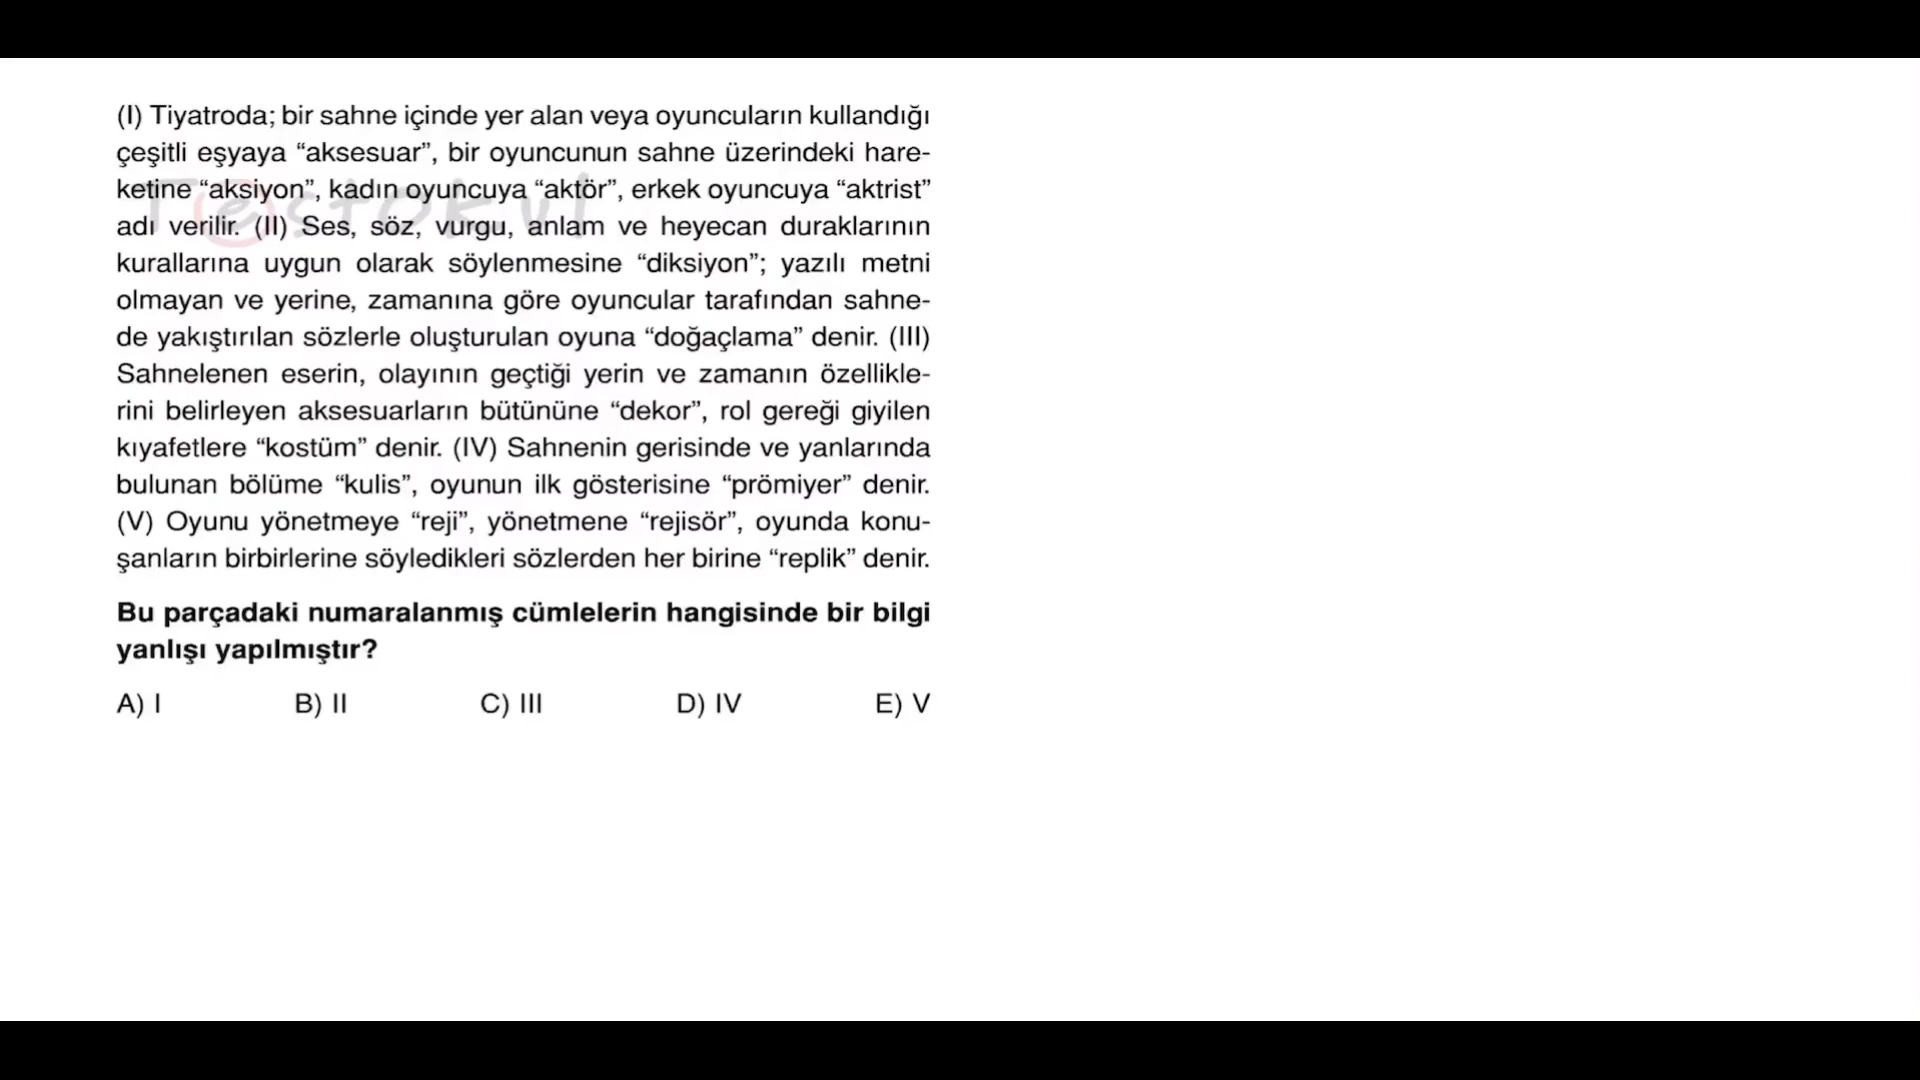 (I) Tiyatroda; bir sahne içinde yer alan veya oyuncuların kullandığı
çeşitli eşyaya “aksesuar”, bir oyuncunun sahne üzerindeki hare-
ketine “aksiyon”, kadın oyuncuya “aktör”, erkek oyuncuya “aktrist”
adı verilir. (II) Ses, söz, vurgu, anlam ve heyecan duraklarının
kurallarına uygun olarak söylenmesine “diksiyon”; yazılı metni
olmayan ve yerine, zamanına göre oyuncular tarafından sahne-
de yakıştırılan sözlerle oluşturulan oyuna “doğaçlama” denir. (III)
Sahnelenen eserin, olayının geçtiği yerin ve zamanın özellikle-
rini belirleyen aksesuarların bütününe “dekor”, rol gereği giyilen
kıyafetlere “kostüm” denir. (IV) Sahnenin gerisinde ve yanlarında
bulunan bölüme “kulis”, oyunun ilk gösterisine “prömiyer” denir.
(V) Oyunu yönetmeye “reji”, yönetmene “rejisör”, oyunda konu-
şanların birbirlerine söyledikleri sözlerden her birine “replik” denir.
Bu parçadaki numaralanmış cümlelerin hangisinde bir bilgi
yanlışı yapılmıştır?
A) I B) II C) III D) IV E) V
Testokul